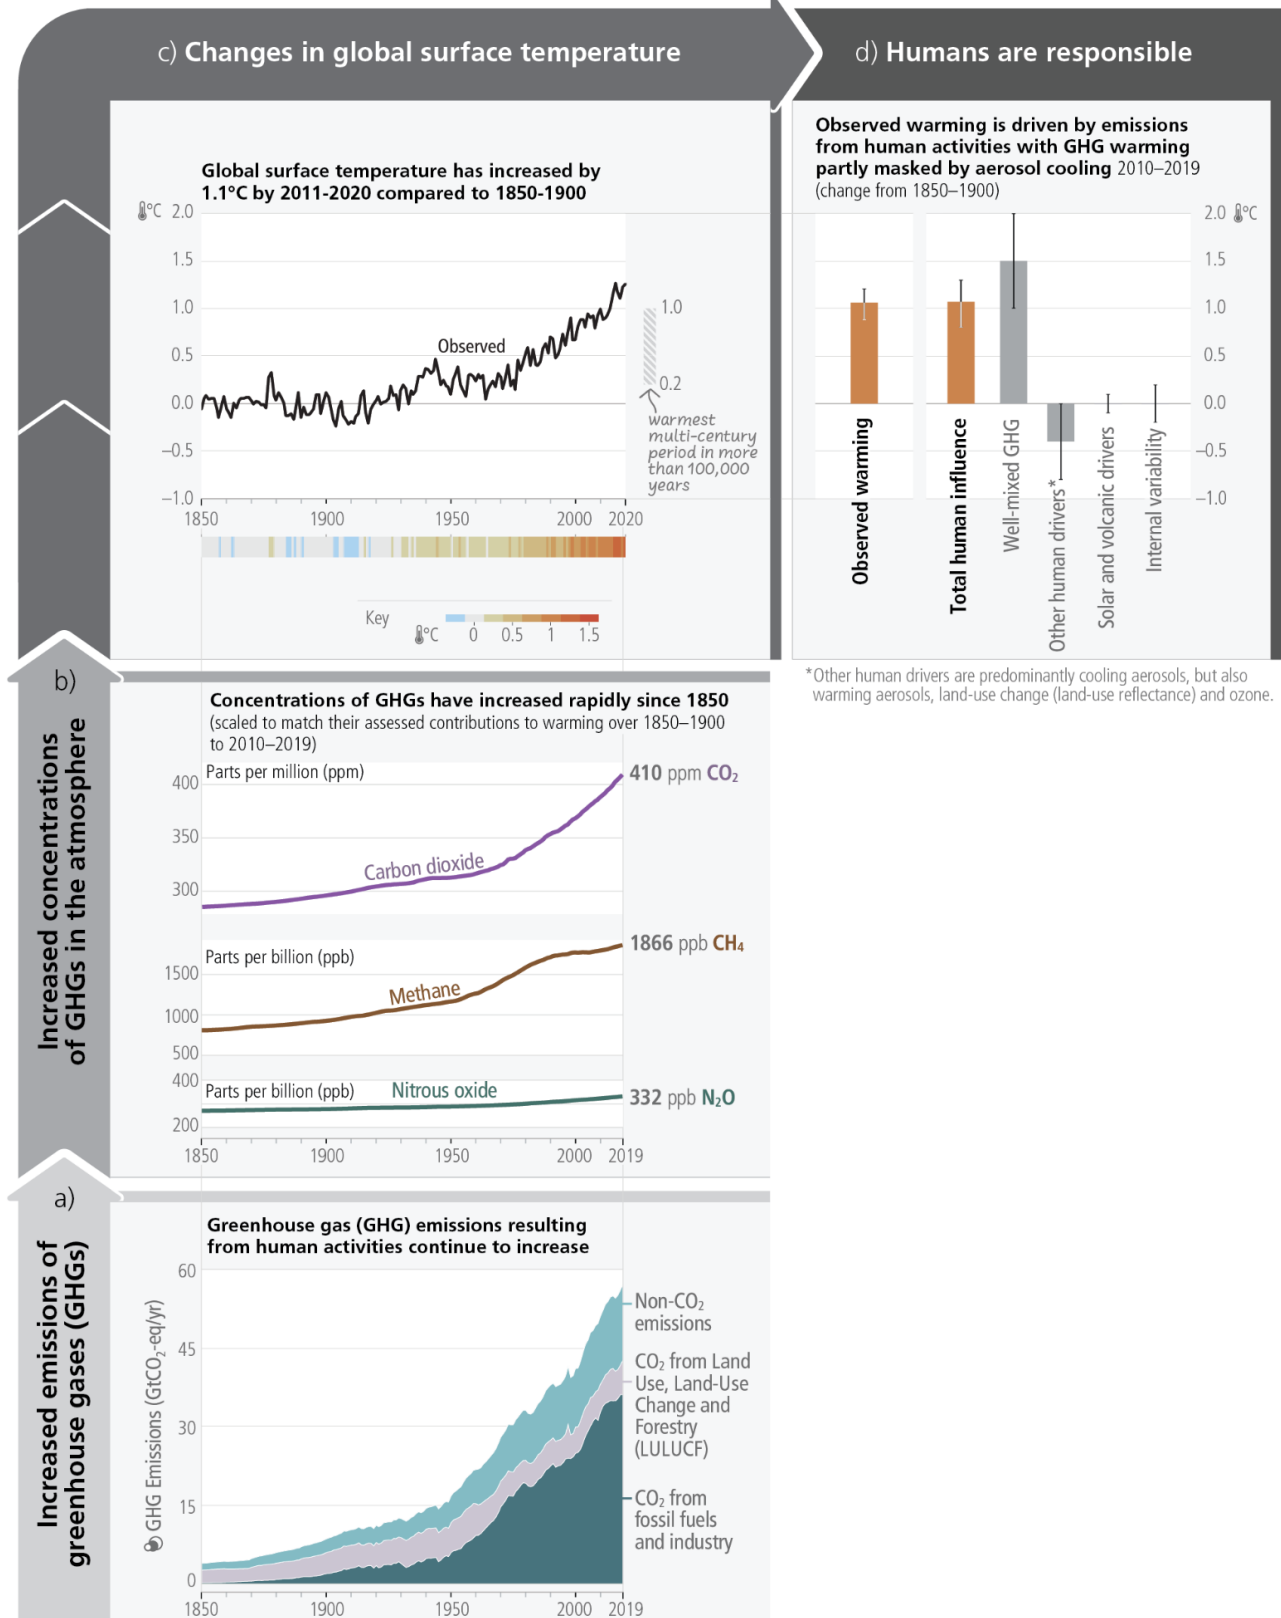 c) Changes in global surface temperature
d) Humans are responsible
Global surface temperature has increased by
1.1°C by 2011-2020 compared to 1850-1900
°C
2.0
1.5
1.0
0.5
0.0
−0.5
−1.0
Observed
1.0
0.2
warmest
multi-century
period in more
than 100,000
years
1850
1900
1950
2000
2020
Key
°C
0
0.5
1
1.5
Observed warming is driven by emissions
from human activities with GHG warming
partly masked by aerosol cooling 2010–2019
(change from 1850–1900)
2.0 °C
1.5
1.0
0.5
0.0
−0.5
−1.0
Observed warming
Total human influence
Well-mixed GHG
Other human drivers*
Solar and volcanic drivers
Internal variability
*Other human drivers are predominantly cooling aerosols, but also
warming aerosols, land-use change (land-use reflectance) and ozone.
b)
Increased concentrations
of GHGs in the atmosphere
Concentrations of GHGs have increased rapidly since 1850
(scaled to match their assessed contributions to warming over 1850–1900
to 2010–2019)
Parts per million (ppm)
400
350
300
Carbon dioxide
410 ppm CO₂
Parts per billion (ppb)
1500
1000
500
Methane
1866 ppb CH₄
Parts per billion (ppb)
400
200
Nitrous oxide
332 ppb N₂O
1850
1900
1950
2000
2019
a)
Increased emissions of
greenhouse gases (GHGs)
Greenhouse gas (GHG) emissions resulting
from human activities continue to increase
GHG Emissions (GtCO₂-eq/yr)
60
45
30
15
0
Non-CO₂
emissions
CO₂ from Land
Use, Land-Use
Change and
Forestry
(LULUCF)
CO₂ from
fossil fuels
and industry
1850
1900
1950
2000
2019